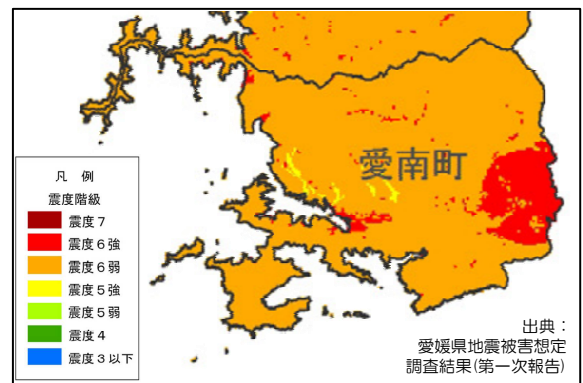 愛南町
凡 例
震度階級
震度7
震度6強
震度6弱
震度5強
震度5弱
震度4
震度3以下
出典：
愛媛県地震被害想定
調査結果(第一次報告)